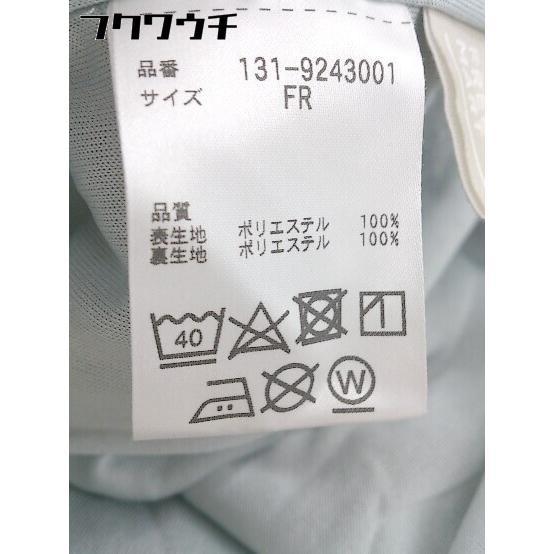 フクワウチ
品番 131-9243001
サイズ FR
品質
表生地 ポリエステル 100%
裏生地 ポリエステル 100%
40
W